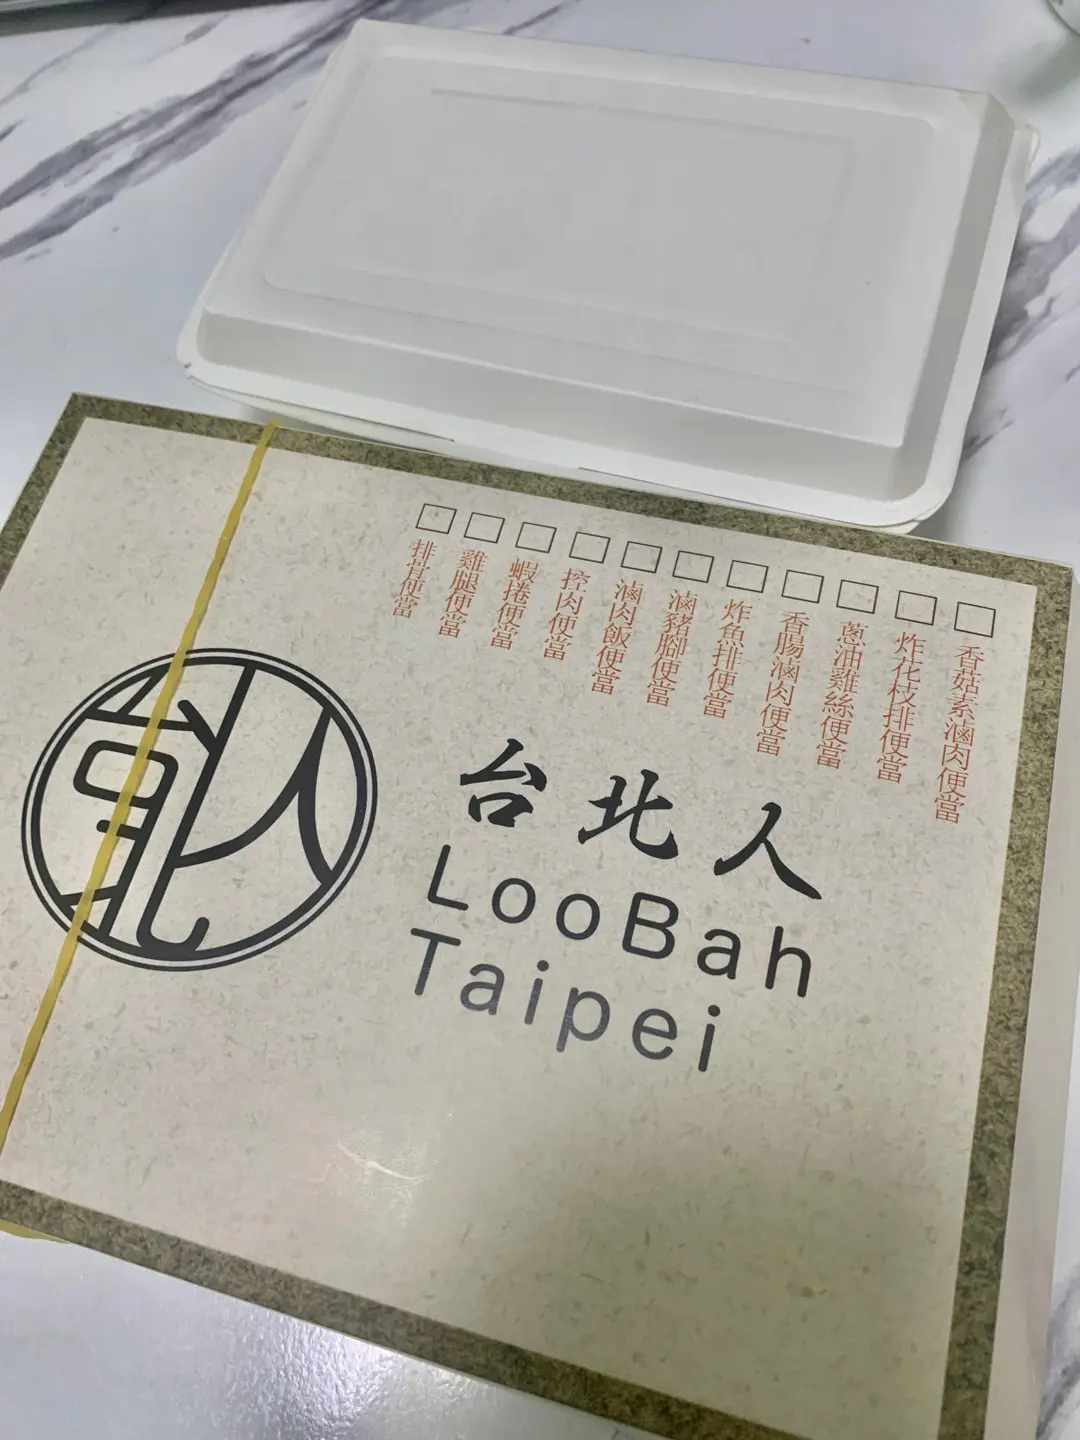 香菇素滷肉便當
炸花枝排便當
蔥油雞絲便當
香腸滷肉便當
炸魚排便當
滷豬腳便當
滷肉飯便當
控肉便當
蝦捲便當
雞腿便當
排骨便當
台北人
LooBah
Taipei